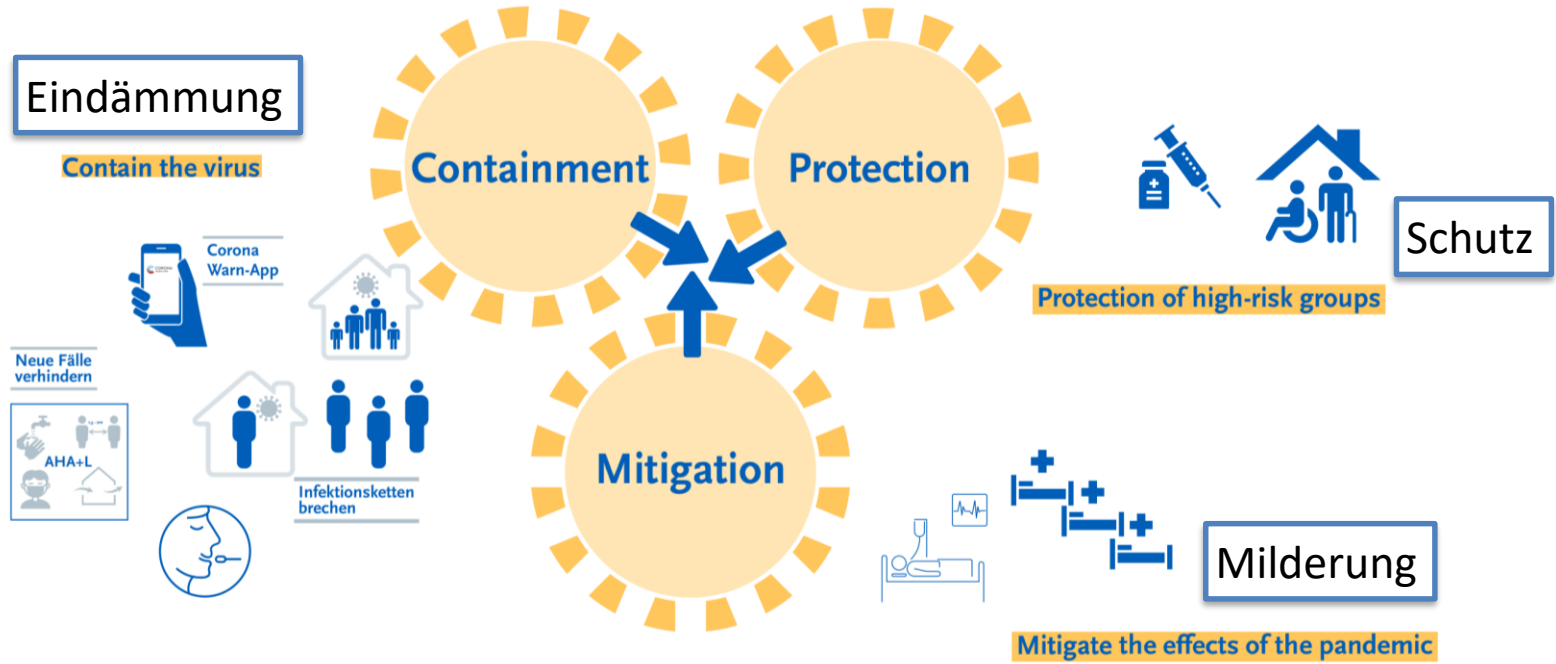 Eindämmung
Contain the virus
Corona
Warn-App
CORONA
Neue Fälle
verhindern
AHA+L
Infektionsketten
brechen
Containment
Protection
Mitigation
Schutz
Protection of high-risk groups
Milderung
Mitigate the effects of the pandemic